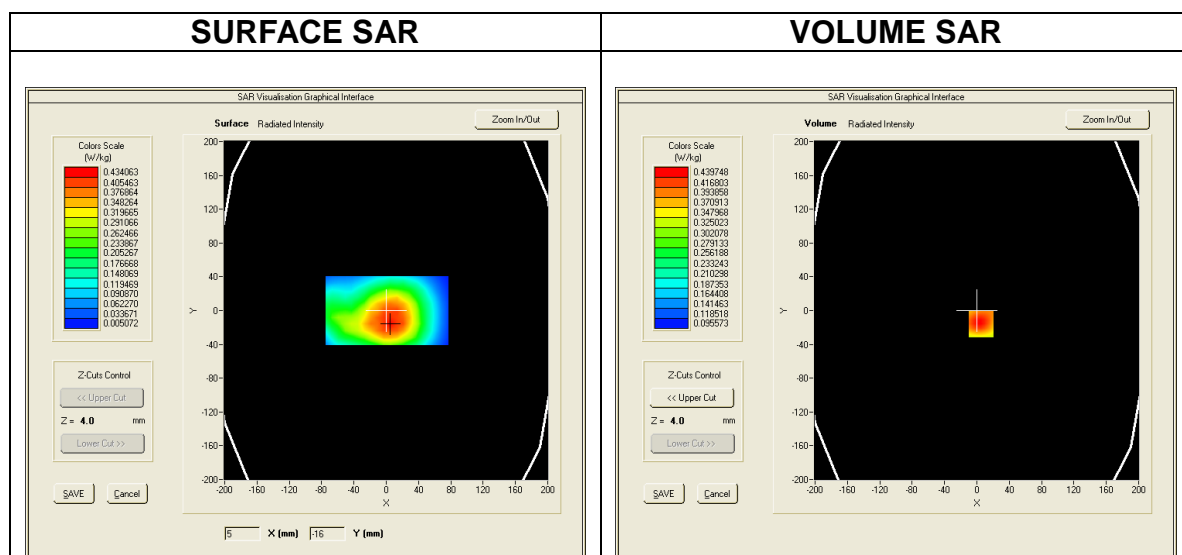 SURFACE SAR
VOLUME SAR
SAR Visualisation Graphical Interface
Surface Radiated Intensity
Zoom In/Out
Colors Scale
(W/kg)
0.434063
0.405463
0.376864
0.348264
0.319665
0.291066
0.262466
0.233867
0.205267
0.176668
0.148069
0.119469
0.090870
0.062270
0.033671
0.005072
Z-Cuts Control
<< Upper Cut
Z = 4.0 mm
Lower Cut >>
SAVE Cancel
200
160
120
80
40
0
-40
-80
-120
-160
-200
Y
-200 -160 -120 -80 -40 0 40 80 120 160 200
X
5 X (mm) -16 Y (mm)
SAR Visualisation Graphical Interface
Volume Radiated Intensity
Zoom In/Out
Colors Scale
(W/kg)
0.439748
0.416803
0.393858
0.370913
0.347968
0.325023
0.302078
0.279133
0.256188
0.233243
0.210298
0.187353
0.164408
0.141463
0.118518
0.095573
Z-Cuts Control
<< Upper Cut
Z = 4.0 mm
Lower Cut >>
SAVE Cancel
200
160
120
80
40
0
-40
-80
-120
-160
-200
Y
-200 -160 -120 -80 -40 0 40 80 120 160 200
X